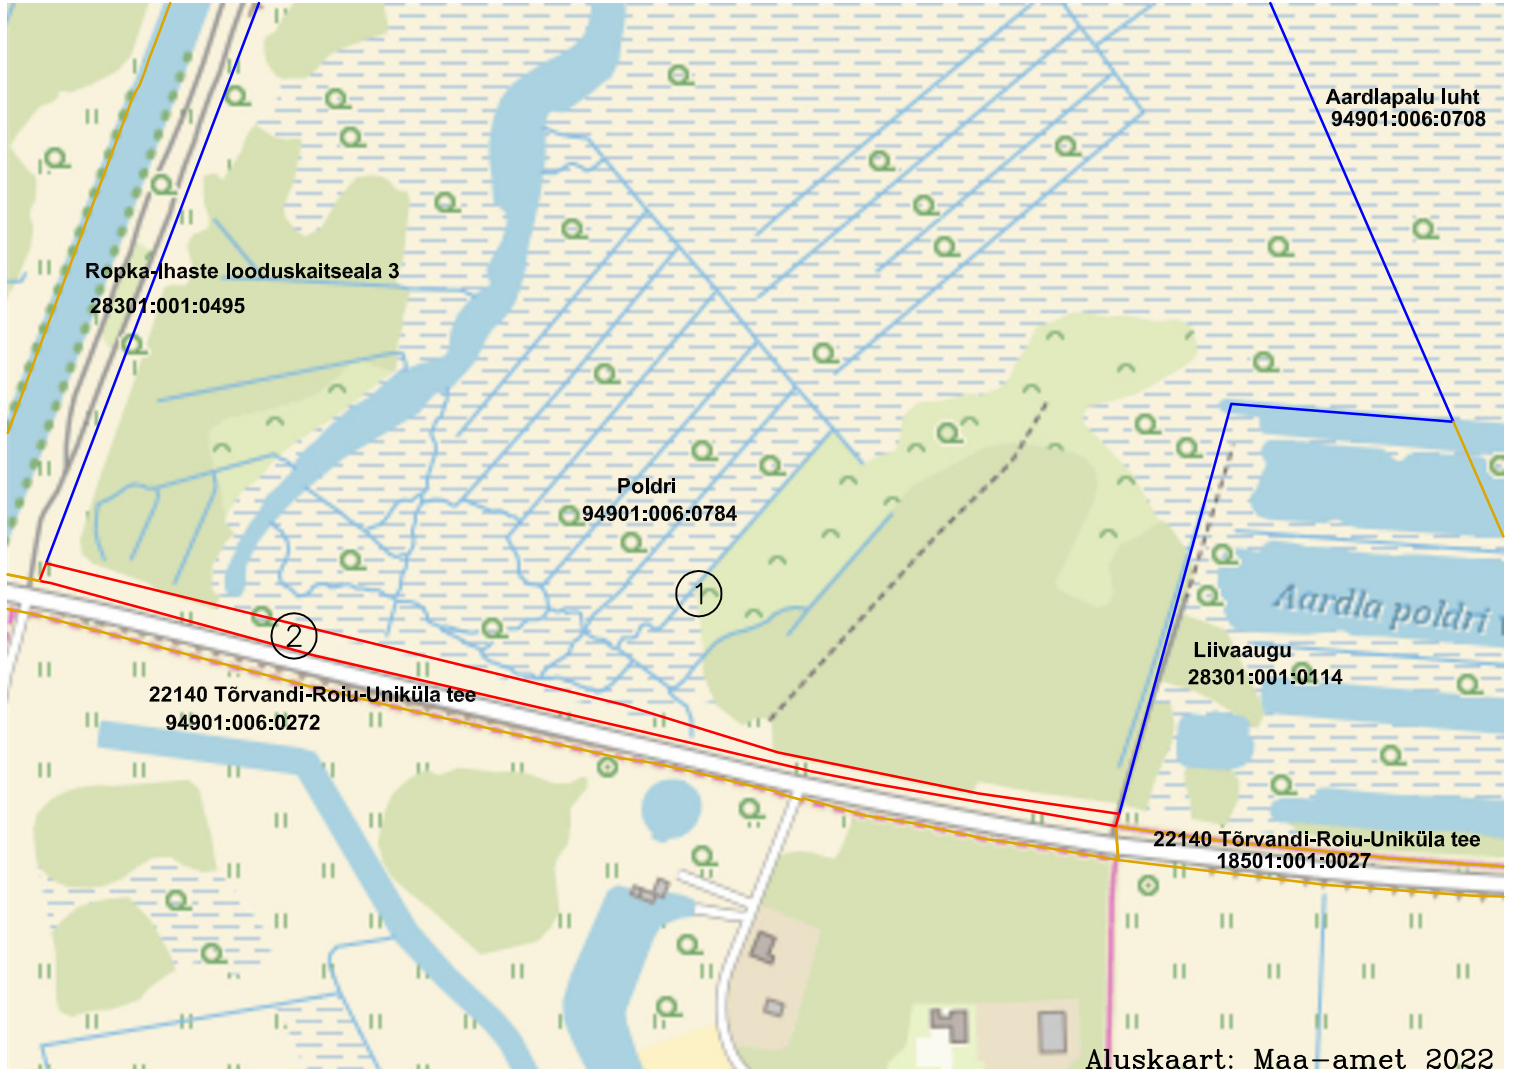 Aardlapalu luht
94901:006:0708
Ropka-Ihaste looduskaitseala 3
28301:001:0495
Poldri
94901:006:0784
1
Aardla poldri v
2
Liivaaugu
28301:001:0114
22140 Tõrvandi-Roiu-Uniküla tee
94901:006:0272
22140 Tõrvandi-Roiu-Uniküla tee
18501:001:0027
Aluskaart: Maa-amet 2022